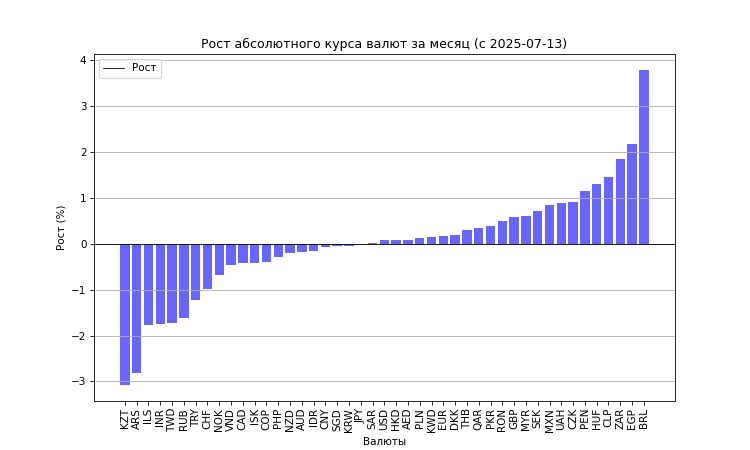 Рост абсолютного курса валют за месяц (с 2025-07-13)
Рост
4
3
2
1
0
−1
−2
−3
Рост (%)
KZT ARS ILS INR TWD RUB TRY CHF NOK VND CAD ISK COP PHP NZD AUD IDR CNY SGD KRW JPY SAR USD HKD AED PLN KWD EUR DKK THB QAR PKR RON GBP MYR SEK MXN UAH CZK PEN HUF CLP ZAR EGP BRL
Валюты